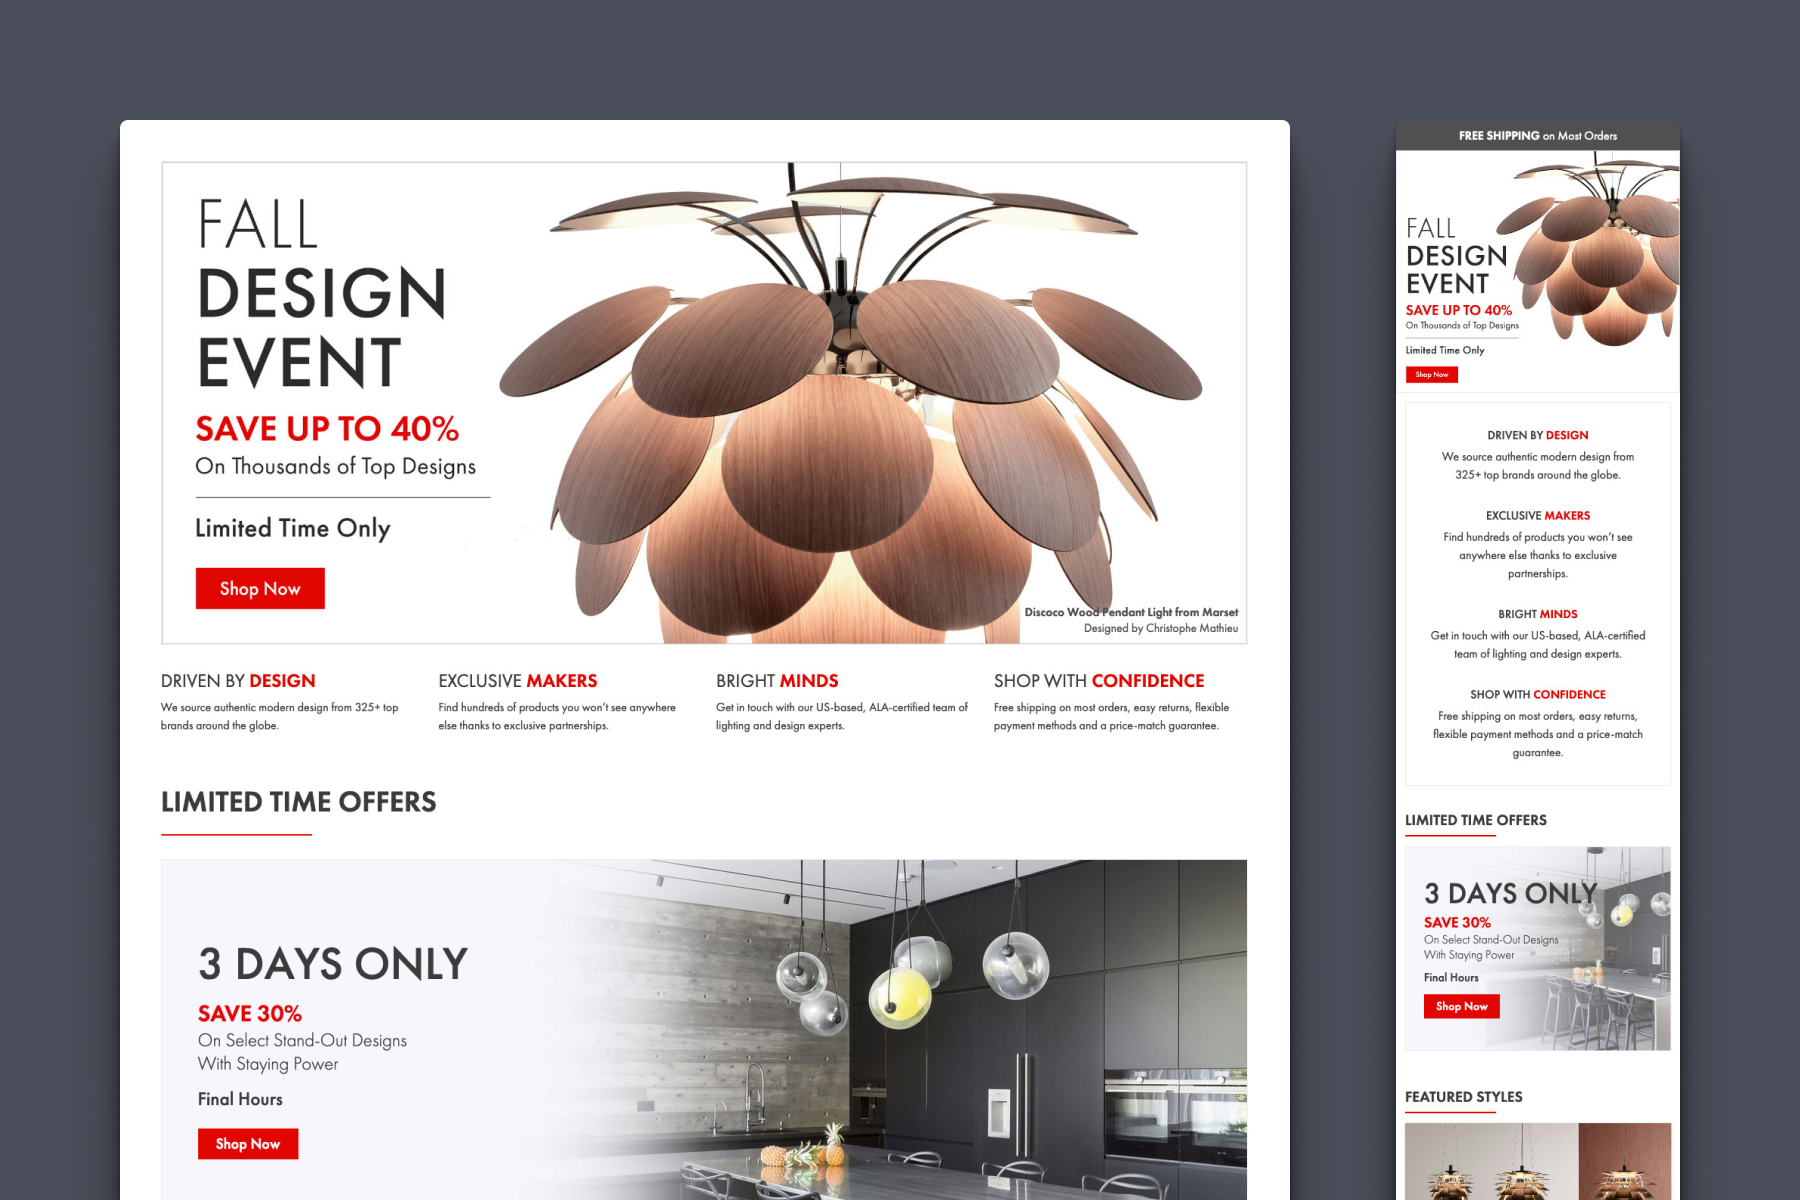 FALL
DESIGN
EVENT
SAVE UP TO 40%
On Thousands of Top Designs
Limited Time Only
Shop Now
Discoco Wood Pendant Light from Marset
Designed by Christophe Mathieu
DRIVEN BY DESIGN
We source authentic modern design from 325+ top
brands around the globe.
EXCLUSIVE MAKERS
Find hundreds of products you won't see anywhere
else thanks to exclusive partnerships.
BRIGHT MINDS
Get in touch with our US-based, ALA-certified team of
lighting and design experts.
SHOP WITH CONFIDENCE
Free shipping on most orders, easy returns, flexible
payment methods and a price-match guarantee.
LIMITED TIME OFFERS
3 DAYS ONLY
SAVE 30%
On Select Stand-Out Designs
With Staying Power
Final Hours
Shop Now
FREE SHIPPING on Most Orders
FALL
DESIGN
EVENT
SAVE UP TO 40%
On Thousands of Top Designs
Limited Time Only
Shop Now
DRIVEN BY DESIGN
We source authentic modern design from
325+ top brands around the globe.
EXCLUSIVE MAKERS
Find hundreds of products you won't see
anywhere else thanks to exclusive
partnerships.
BRIGHT MINDS
Get in touch with our US-based, ALA-certified
team of lighting and design experts.
SHOP WITH CONFIDENCE
Free shipping on most orders, easy returns,
flexible payment methods and a price-match
guarantee.
LIMITED TIME OFFERS
3 DAYS ONLY
SAVE 30%
On Select Stand-Out Designs
With Staying Power
Final Hours
Shop Now
FEATURED STYLES